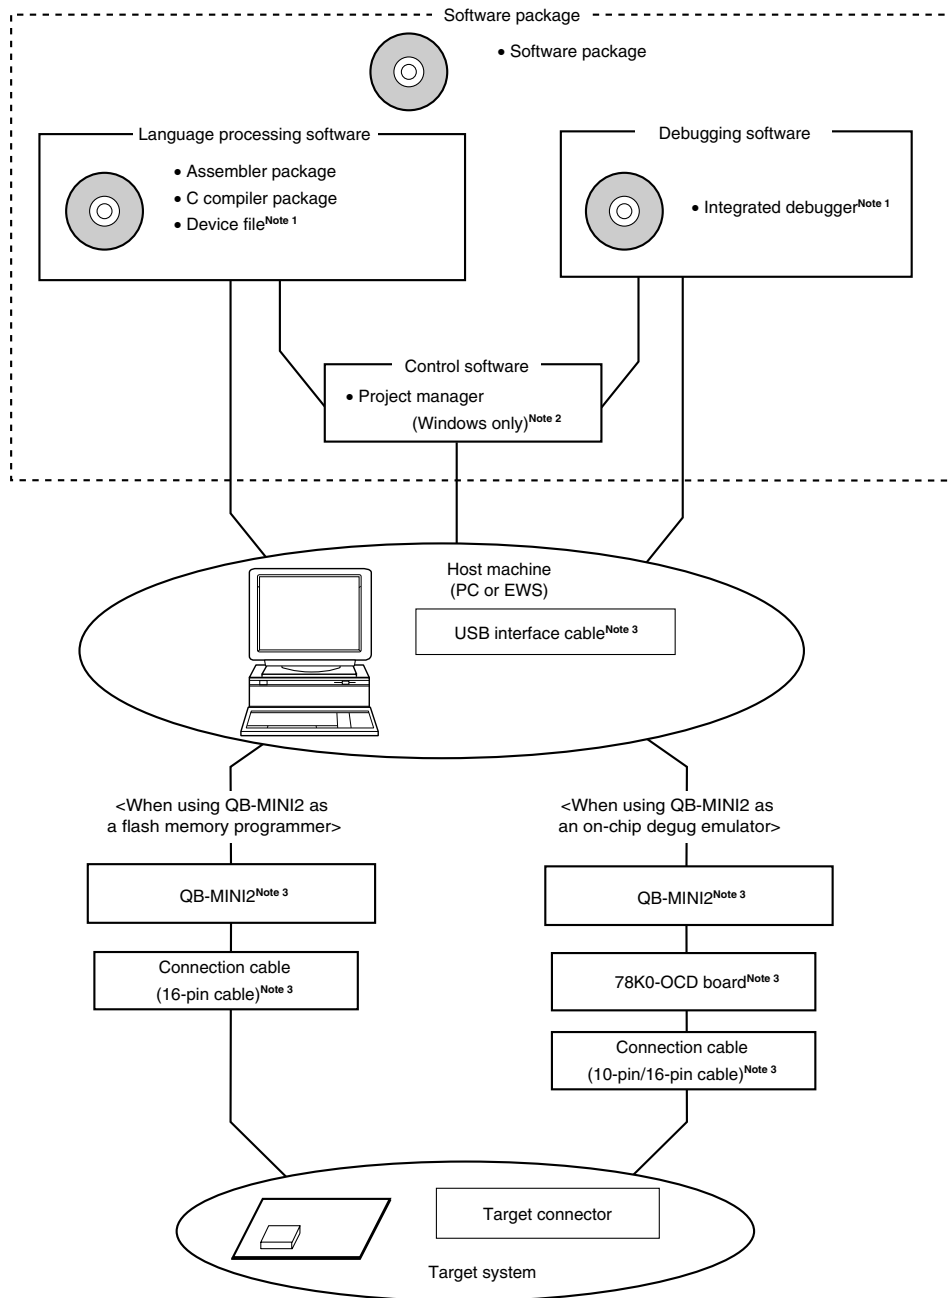 Software package
• Software package
Language processing software
• Assembler package
• C compiler package
• Device fileNote 1
Debugging software
• Integrated debuggerNote 1
Control software
• Project manager
(Windows only)Note 2
Host machine
(PC or EWS)
USB interface cableNote 3
<When using QB-MINI2 as
a flash memory programmer>
QB-MINI2Note 3
Connection cable
(16-pin cable)Note 3
<When using QB-MINI2 as
an on-chip degug emulator>
QB-MINI2Note 3
78K0-OCD boardNote 3
Connection cable
(10-pin/16-pin cable)Note 3
Target connector
Target system